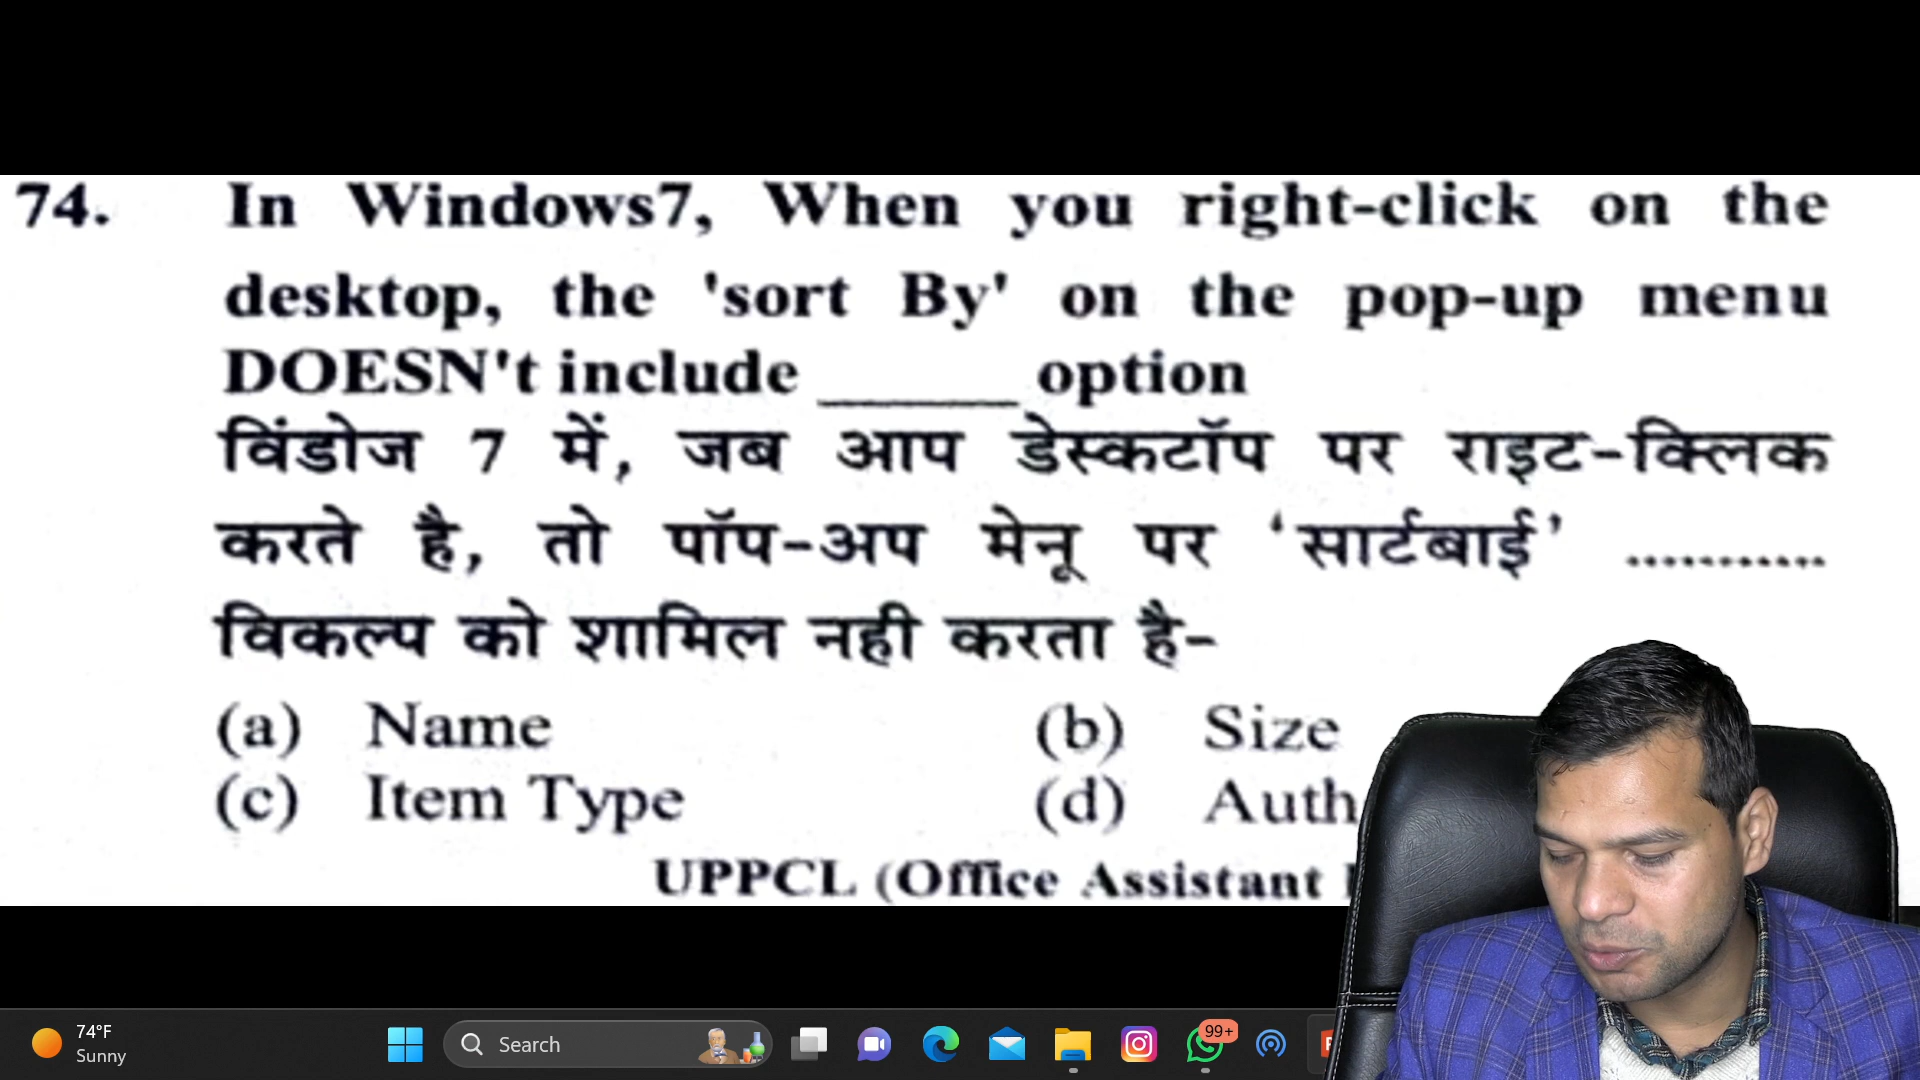 74. In Windows7, When you right-click on the
desktop, the 'sort By' on the pop-up menu
DOESN't include _______ option
विंडोज 7 में, जब आप डेस्कटॉप पर राइट-क्लिक
करते है, तो पॉप-अप मेनू पर ‘सार्टबाई’ ...........
विकल्प को शामिल नही करता है-
(a) Name (b) Size
(c) Item Type (d)
UPPCL (Office Assistant
74°F
Sunny
Search
99+